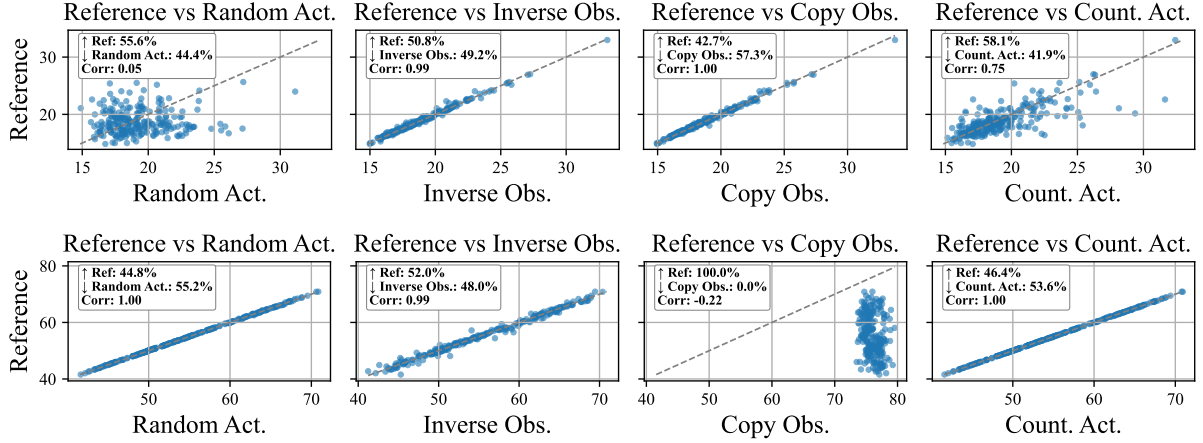 Reference vs Random Act.
Reference vs Inverse Obs.
Reference vs Copy Obs.
Reference vs Count. Act.
↑ Ref: 55.6%
↓ Random Act.: 44.4%
Corr: 0.05
↑ Ref: 50.8%
↓ Inverse Obs.: 49.2%
Corr: 0.99
↑ Ref: 42.7%
↓ Copy Obs.: 57.3%
Corr: 1.00
↑ Ref: 58.1%
↓ Count. Act.: 41.9%
Corr: 0.75
Reference
30
20
15 20 25 30
15 20 25 30
15 20 25 30
15 20 25 30
Random Act.
Inverse Obs.
Copy Obs.
Count. Act.
Reference vs Random Act.
Reference vs Inverse Obs.
Reference vs Copy Obs.
Reference vs Count. Act.
↑ Ref: 44.8%
↓ Random Act.: 55.2%
Corr: 1.00
↑ Ref: 52.0%
↓ Inverse Obs.: 48.0%
Corr: 0.99
↑ Ref: 100.0%
↓ Copy Obs.: 0.0%
Corr: -0.22
↑ Ref: 46.4%
↓ Count. Act.: 53.6%
Corr: 1.00
Reference
80
60
40
50 60 70
40 50 60 70
40 50 60 70 80
50 60 70
Random Act.
Inverse Obs.
Copy Obs.
Count. Act.